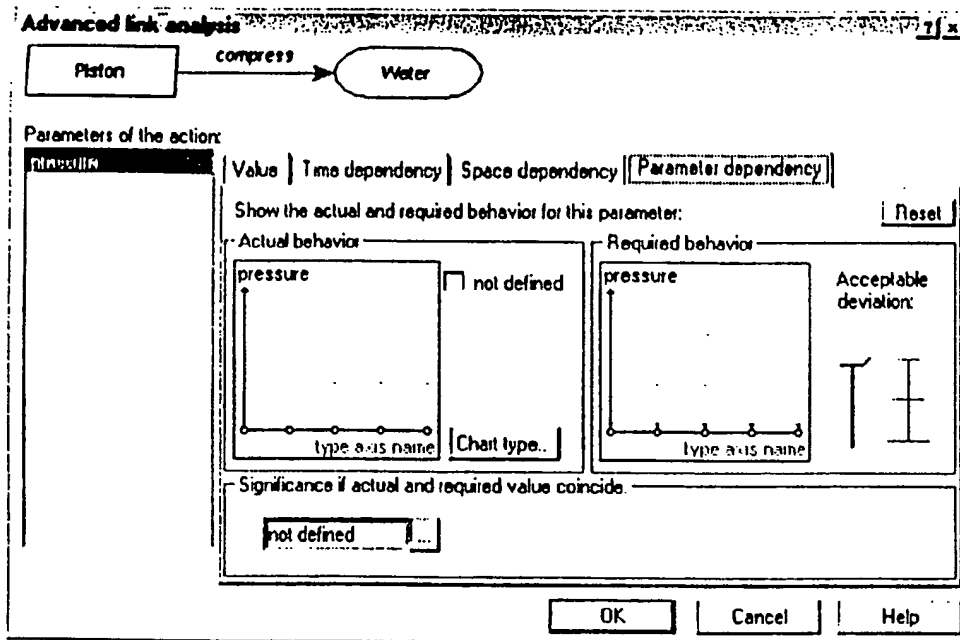 Advanced link analysis
? x
Piston
compress
Water
Parameters of the action:
pressure
Value
Time dependency
Space dependency
Parameter dependency
Show the actual and required behavior for this parameter:
Reset
Actual behavior
pressure
not defined
type axis name
Chart type..
Required behavior
pressure
Acceptable
deviation:
type axis name
Significance if actual and required value coincide.
not defined
...
OK
Cancel
Help